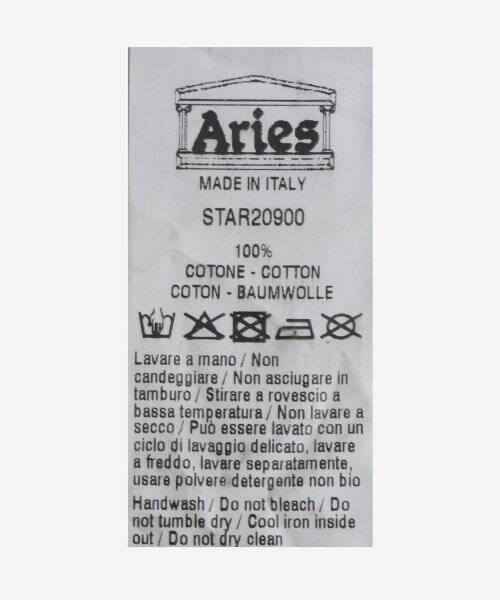 Aries
MADE IN ITALY
STAR20900
100%
COTONE - COTTON
COTON - BAUMWOLLE
Lavare a mano / Non
candeggiare / Non asciugare in
tamburo / Stirare a rovescio a
bassa temperatura / Non lavare a
secco / Può essere lavato con un
ciclo di lavaggio delicato, lavare
a freddo, lavare separatamente,
usare polvere detergente non bio
Handwash / Do not bleach / Do
not tumble dry / Cool iron inside
out / Do not dry clean